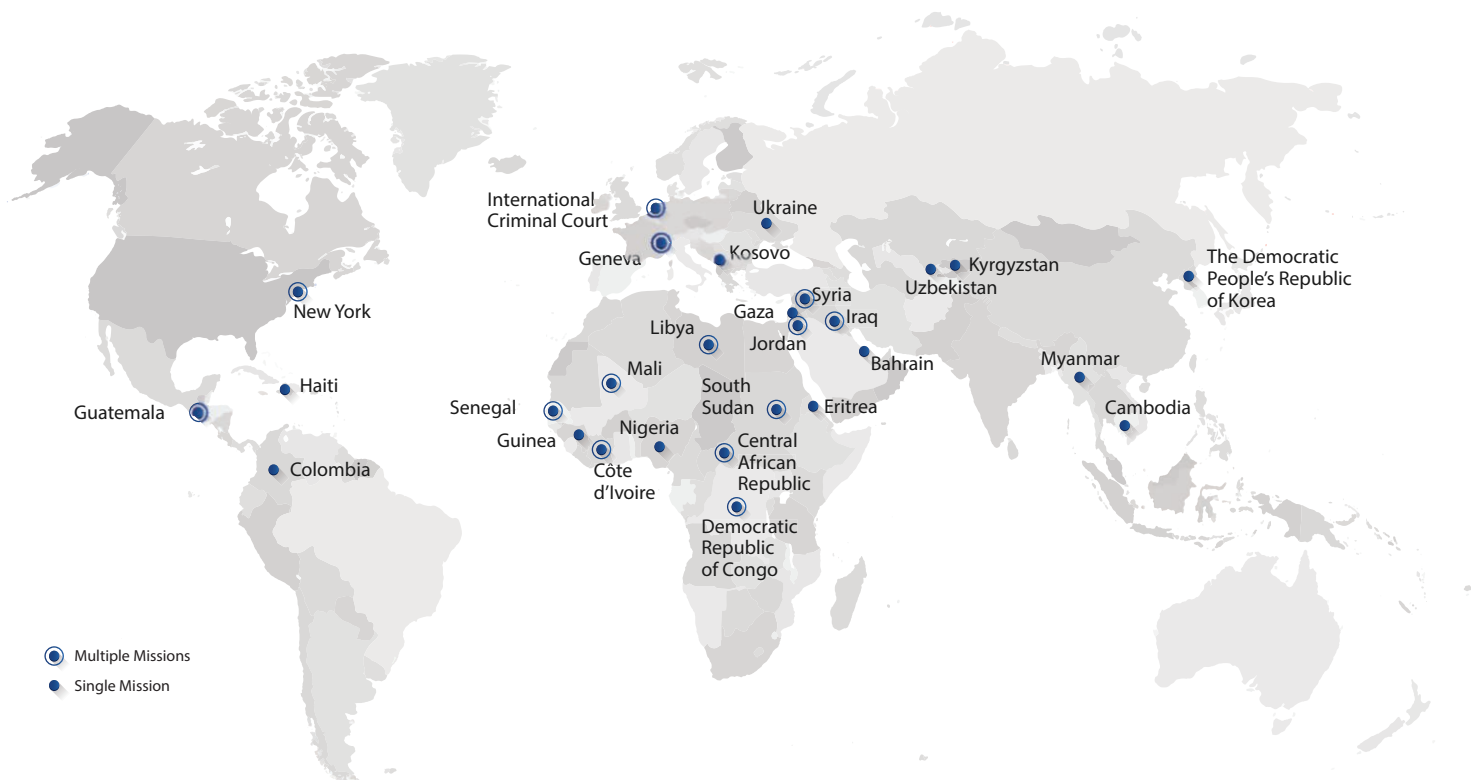 International
Criminal Court
Ukraine
Geneva
Kosovo
Kyrgyzstan
Uzbekistan
The Democratic
People's Republic
of Korea
New York
Syria
Gaza
Iraq
Libya
Jordan
Bahrain
Myanmar
Haiti
Mali
South
Sudan
Guatemala
Senegal
Eritrea
Cambodia
Guinea
Nigeria
Central
African
Republic
Colombia
Côte
d'Ivoire
Democratic
Republic
of Congo
Multiple Missions
Single Mission